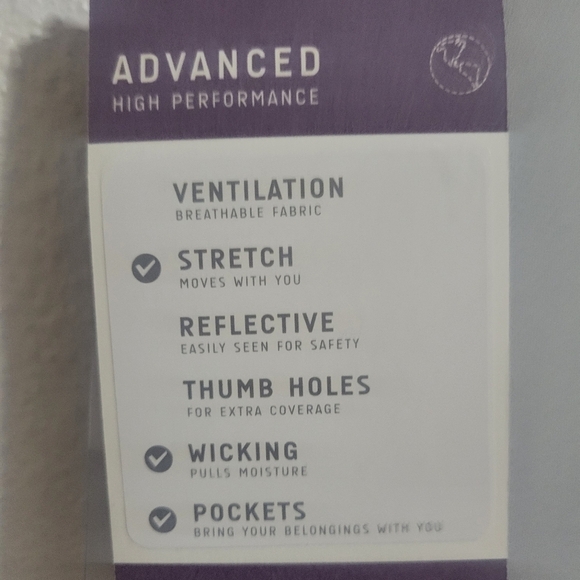 ADVANCED
HIGH PERFORMANCE
VENTILATION
BREATHABLE FABRIC
STRETCH
MOVES WITH YOU
REFLECTIVE
EASILY SEEN FOR SAFETY
THUMB HOLES
FOR EXTRA COVERAGE
WICKING
PULLS MOISTURE
POCKETS
BRING YOUR BELONGINGS WITH YOU